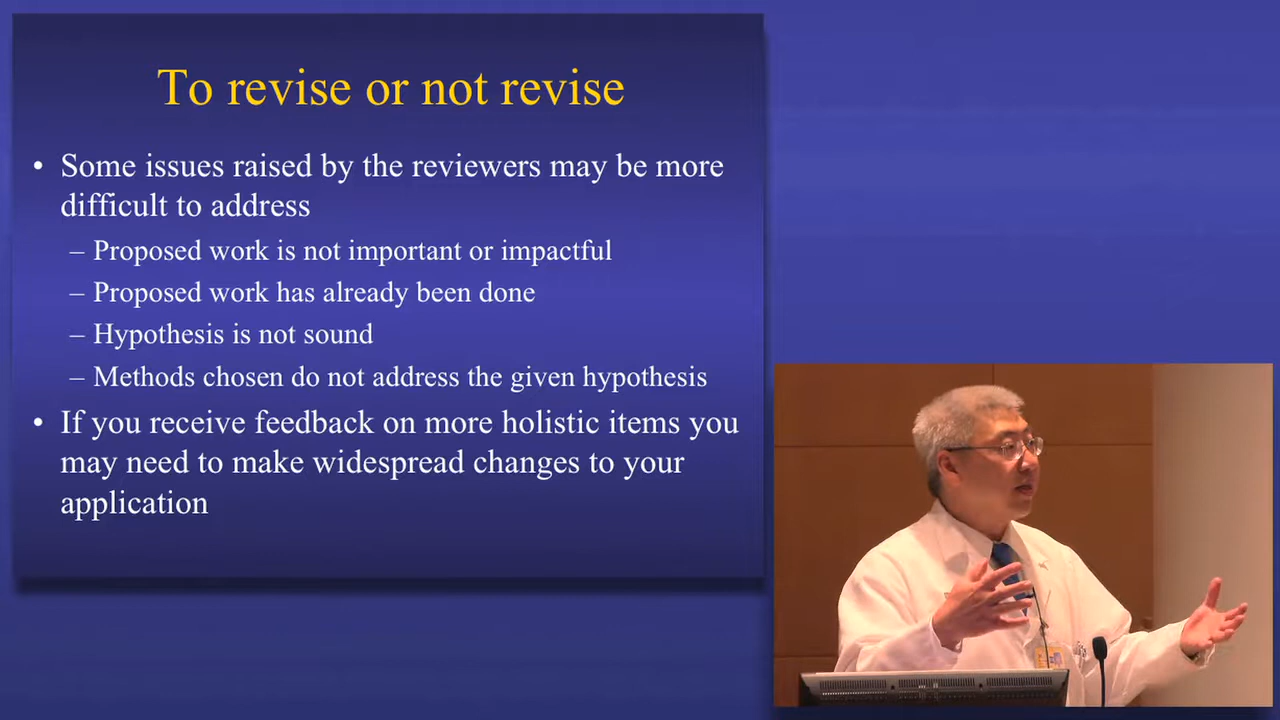 To revise or not revise
• Some issues raised by the reviewers may be more
difficult to address
– Proposed work is not important or impactful
– Proposed work has already been done
– Hypothesis is not sound
– Methods chosen do not address the given hypothesis
• If you receive feedback on more holistic items you
may need to make widespread changes to your
application